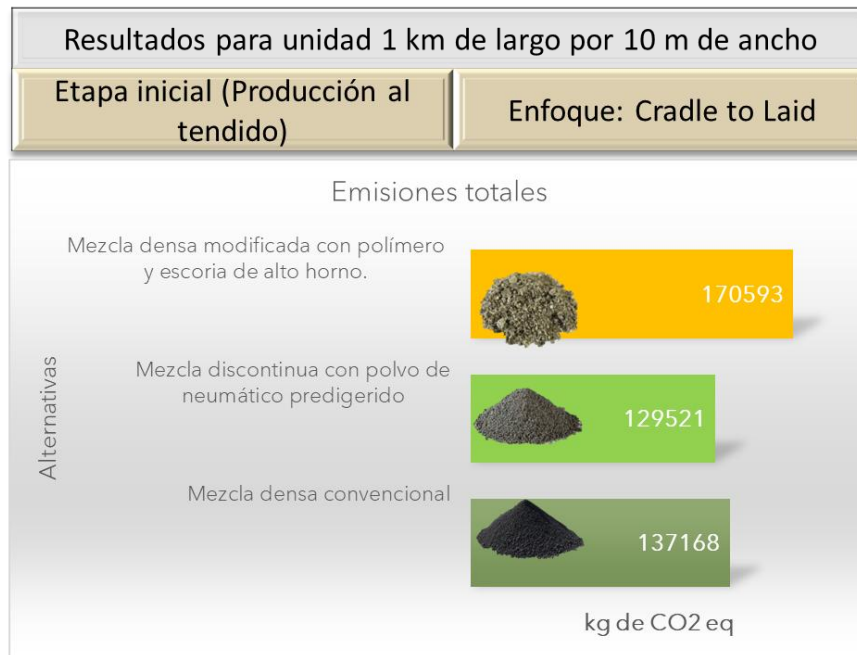 Resultados para unidad 1 km de largo por 10 m de ancho
Etapa inicial (Producción al
tendido)
Enfoque: Cradle to Laid
Emisiones totales
Mezcla densa modificada con polímero
y escoria de alto horno.
170593
Mezcla discontinua con polvo de
neumático predigerido
129521
Mezcla densa convencional
137168
Alternativas
kg de CO2 eq